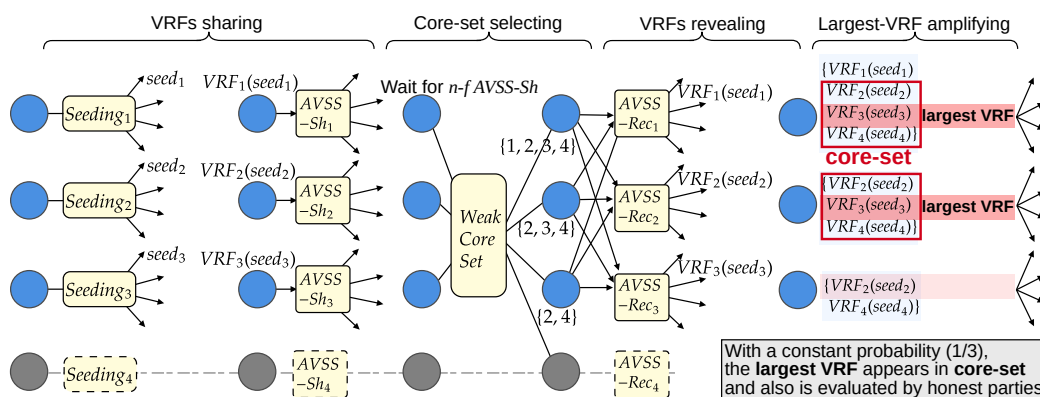 VRFs sharing
Core-set selecting
VRFs revealing
Largest-VRF amplifying
seed1
Seeding1
VRF1(seed1)
AVSS
-Sh1
Wait for n-f AVSS-Sh
{1, 2, 3, 4}
AVSS
-Rec1
VRF1(seed1)
{VRF1(seed1)
VRF2(seed2)
VRF3(seed3)
VRF4(seed4)}
largest VRF
core-set
seed2
Seeding2
VRF2(seed2)
AVSS
-Sh2
Weak
Core
Set
{2, 3, 4}
AVSS
-Rec2
VRF2(seed2)
{VRF2(seed2)
VRF3(seed3)
VRF4(seed4)}
largest VRF
seed3
Seeding3
VRF3(seed3)
AVSS
-Sh3
{2, 4}
AVSS
-Rec3
VRF3(seed3)
{VRF2(seed2)
VRF4(seed4)}
Seeding4
AVSS
-Sh4
AVSS
-Rec4
With a constant probability (1/3),
the largest VRF appears in core-set
and also is evaluated by honest parties